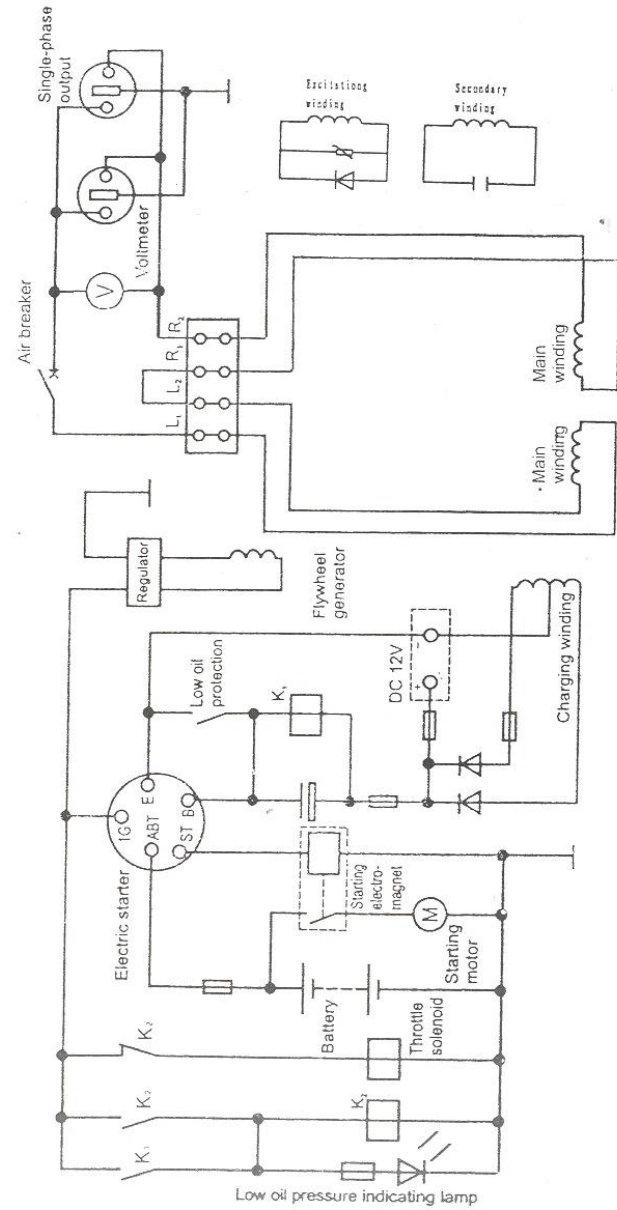 Single-phase
output
Air breaker
V
Voltmeter
Excitationg
winding
Secondary
winding
L₁ L₂ R₁ R₂
Main
winding
Main
winding
Regulator
Flywheel
generator
Low oil
protection
K₁
DC 12V
+ -
Charging winding
Electric starter
IG
ABT
E
ST
B
Starting
electro-
magnet
M
Starting
motor
Battery
K₂
Throttle
solenoid
K₂
K₂
K₁
Low oil pressure indicating lamp